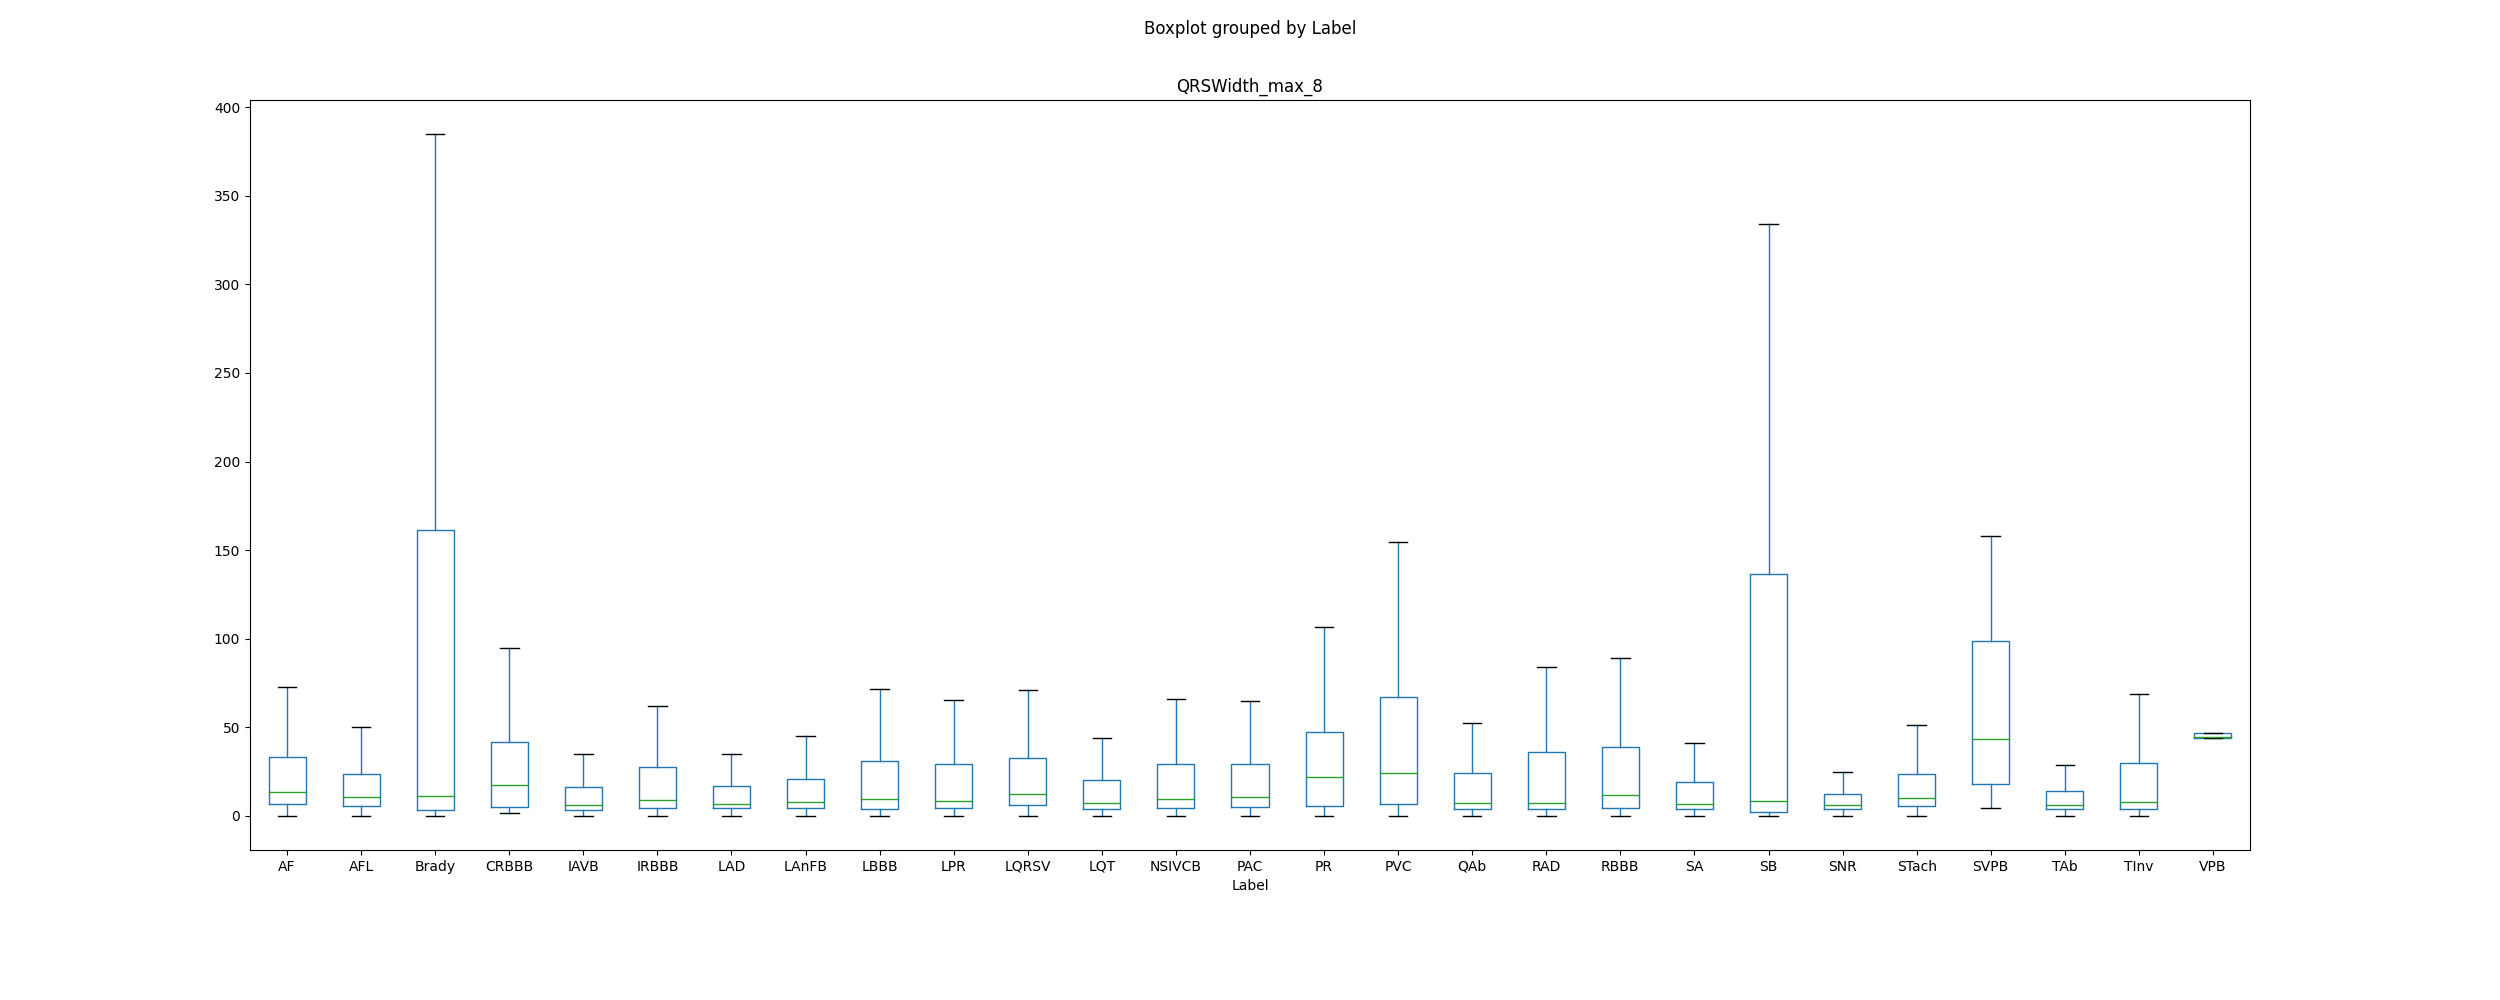 Boxplot grouped by Label
QRSWidth_max_8
400
350
300
250
200
150
100
50
0
AF AFL Brady CRBBB IAVB IRBBB LAD LAnFB LBBB LPR LQRSV LQT NSIVCB PAC PR PVC QAb RAD RBBB SA SB SNR STach SVPB TAb TInv VPB
Label